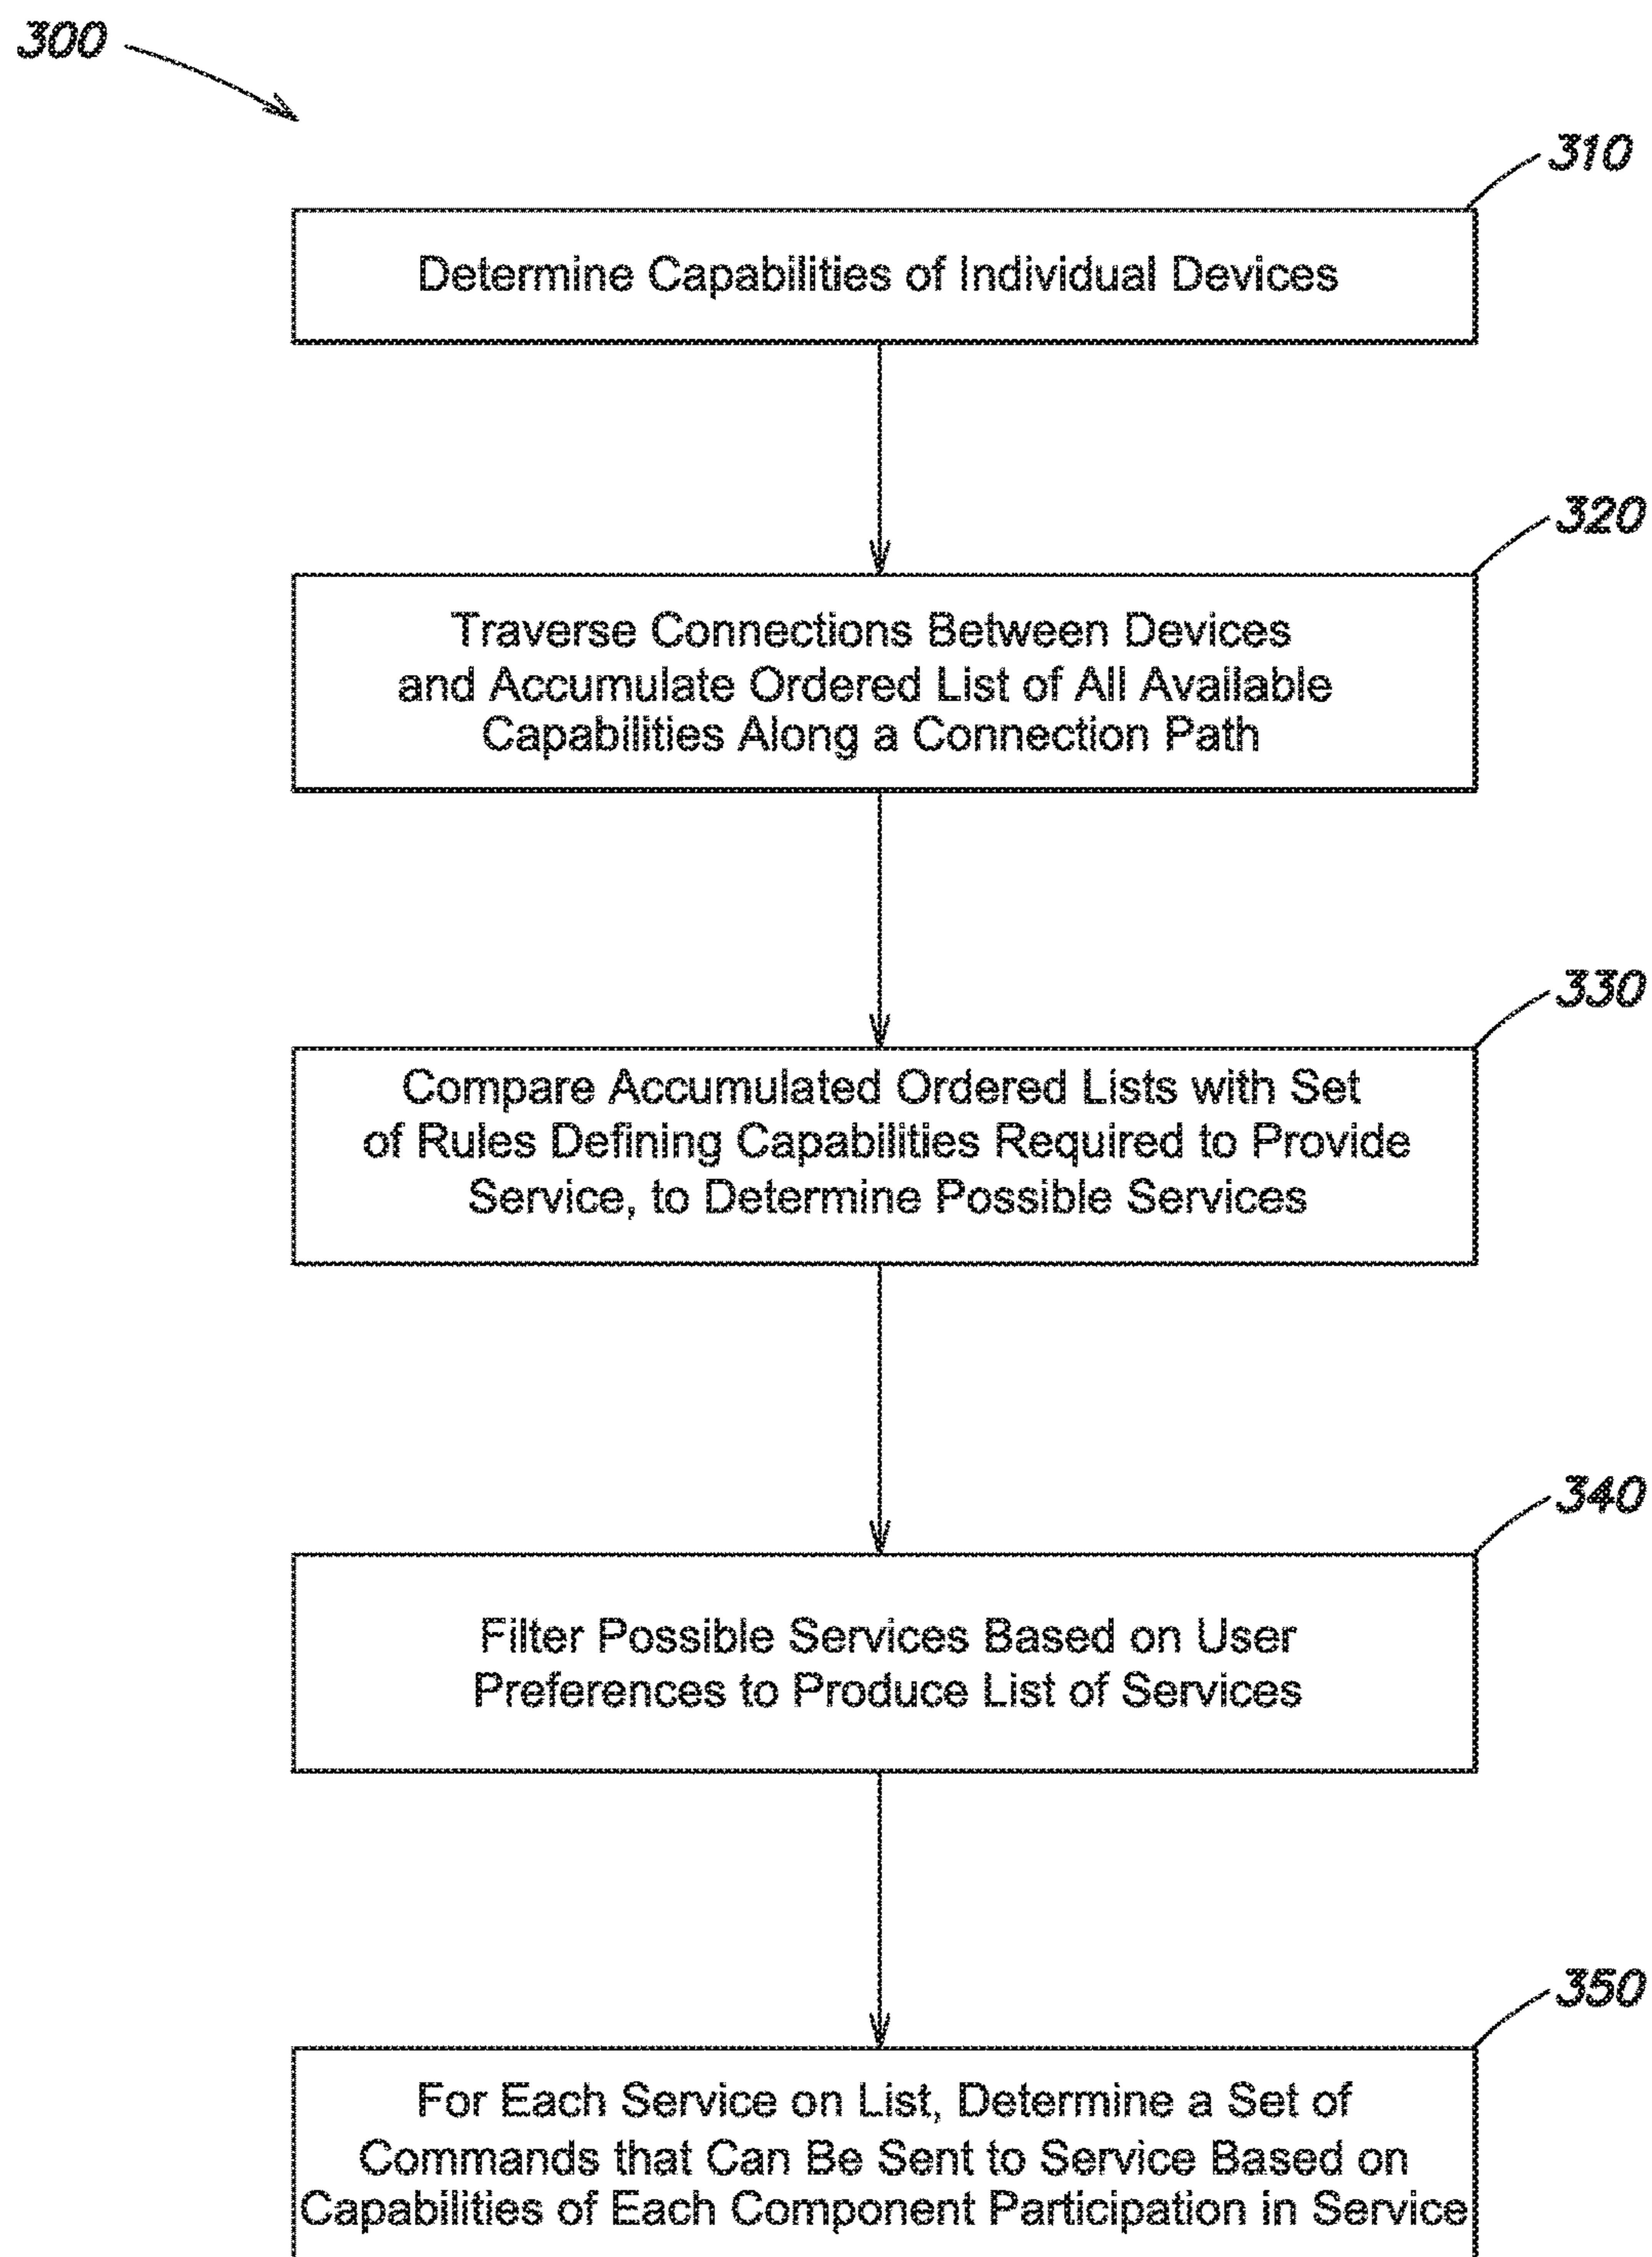 300
310
Determine Capabilities of Individual Devices
320
Traverse Connections Between Devices
and Accumulate Ordered List of All Available
Capabilities Along a Connection Path
330
Compare Accumulated Ordered Lists with Set
of Rules Defining Capabilities Required to Provide
Service, to Determine Possible Services
340
Filter Possible Services Based on User
Preferences to Produce List of Services
350
For Each Service on List, Determine a Set of
Commands that Can Be Sent to Service Based on
Capabilities of Each Component Participation in Service